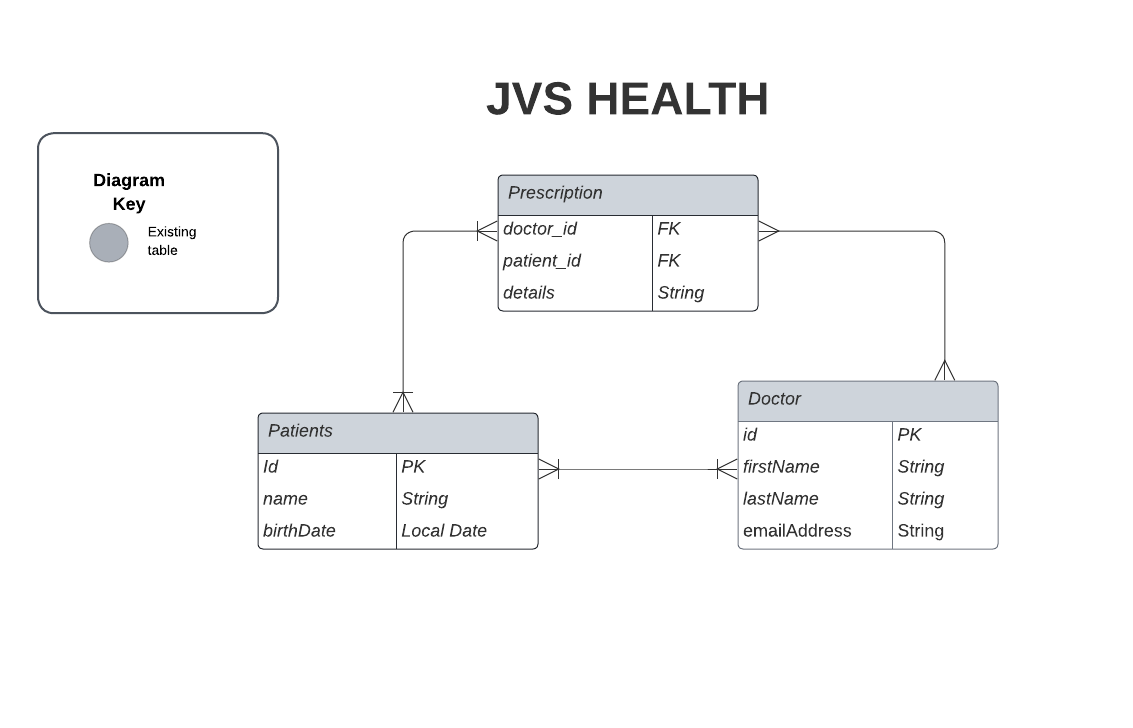 JVS HEALTH
Diagram
Key
Existing
table
Prescription
doctor_id FK
patient_id FK
details String
Patients
Id PK
name String
birthDate Local Date
Doctor
id PK
firstName String
lastName String
emailAddress String